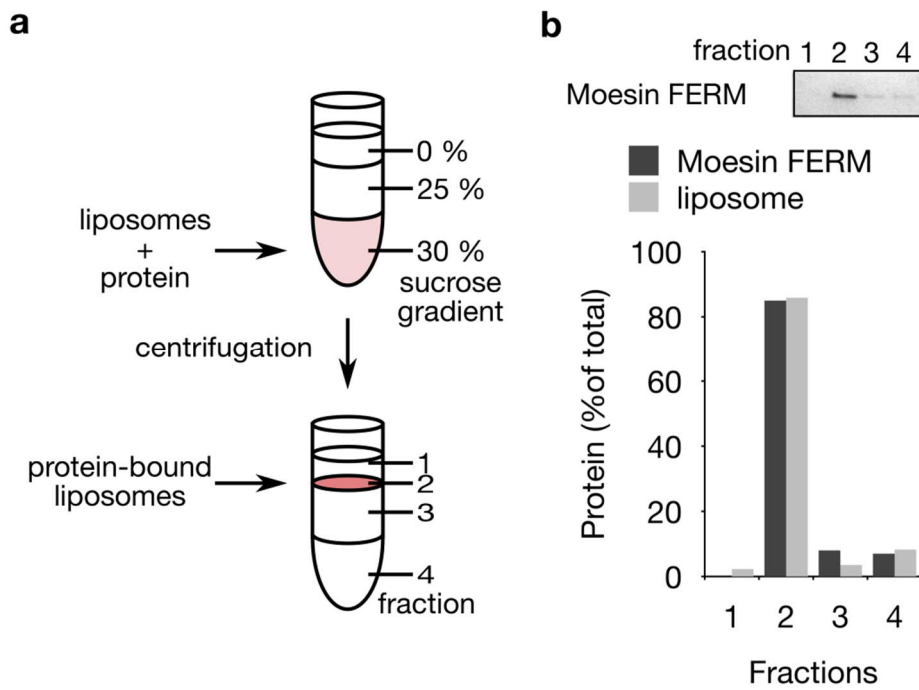 a
0 %
25 %
liposomes
+
protein
30 %
sucrose
gradient
centrifugation
protein-bound
liposomes
1
2
3
4
fraction
b
fraction 1 2 3 4
Moesin FERM
Moesin FERM
liposome
Protein (%of total)
100
80
60
40
20
0
1 2 3 4
Fractions